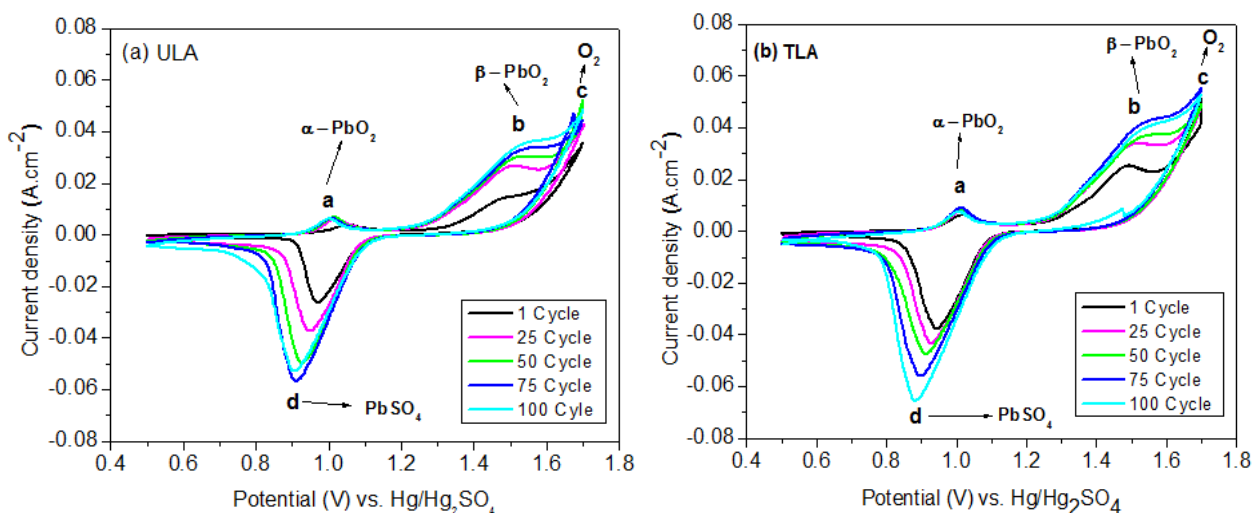 (a) ULA
O₂
c
β – PbO₂
b
α – PbO₂
a
d
PbSO₄
1 Cycle
25 Cycle
50 Cycle
75 Cycle
100 Cyle
0.08
0.06
0.04
0.02
0.00
-0.02
-0.04
-0.06
-0.08
Current density (A.cm⁻²)
0.4 0.6 0.8 1.0 1.2 1.4 1.6 1.8
Potential (V) vs. Hg/Hg₂SO₄
(b) TLA
O₂
c
β – PbO₂
b
α – PbO₂
a
d
PbSO₄
1 Cycle
25 Cycle
50 Cycle
75 Cycle
100 Cycle
0.08
0.06
0.04
0.02
0.00
-0.02
-0.04
-0.06
-0.08
Current density (A.cm⁻²)
0.4 0.6 0.8 1.0 1.2 1.4 1.6 1.8
Potential (V) vs. Hg/Hg₂SO₄